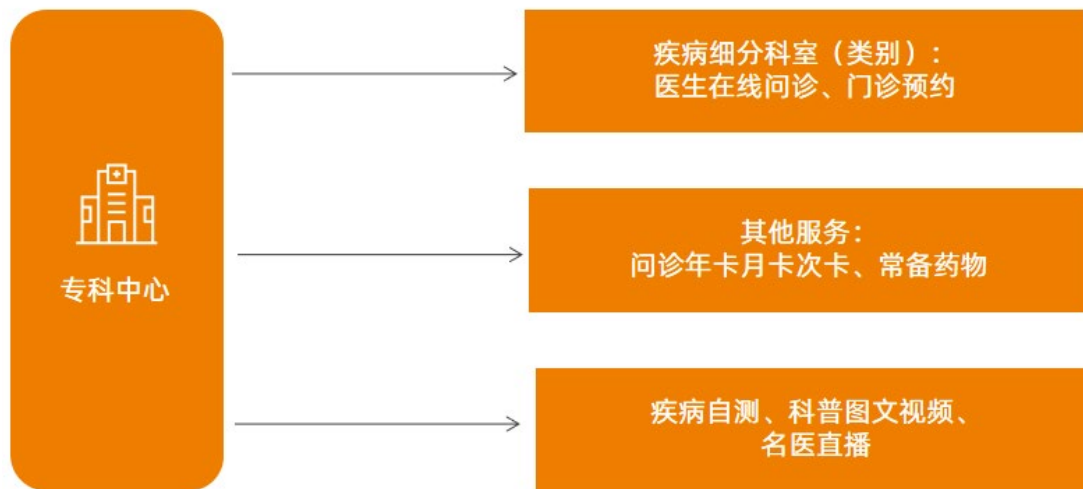 专科中心
疾病细分科室（类别）：
医生在线问诊、门诊预约
其他服务：
问诊年卡月卡次卡、常备药物
疾病自测、科普图文视频、
名医直播